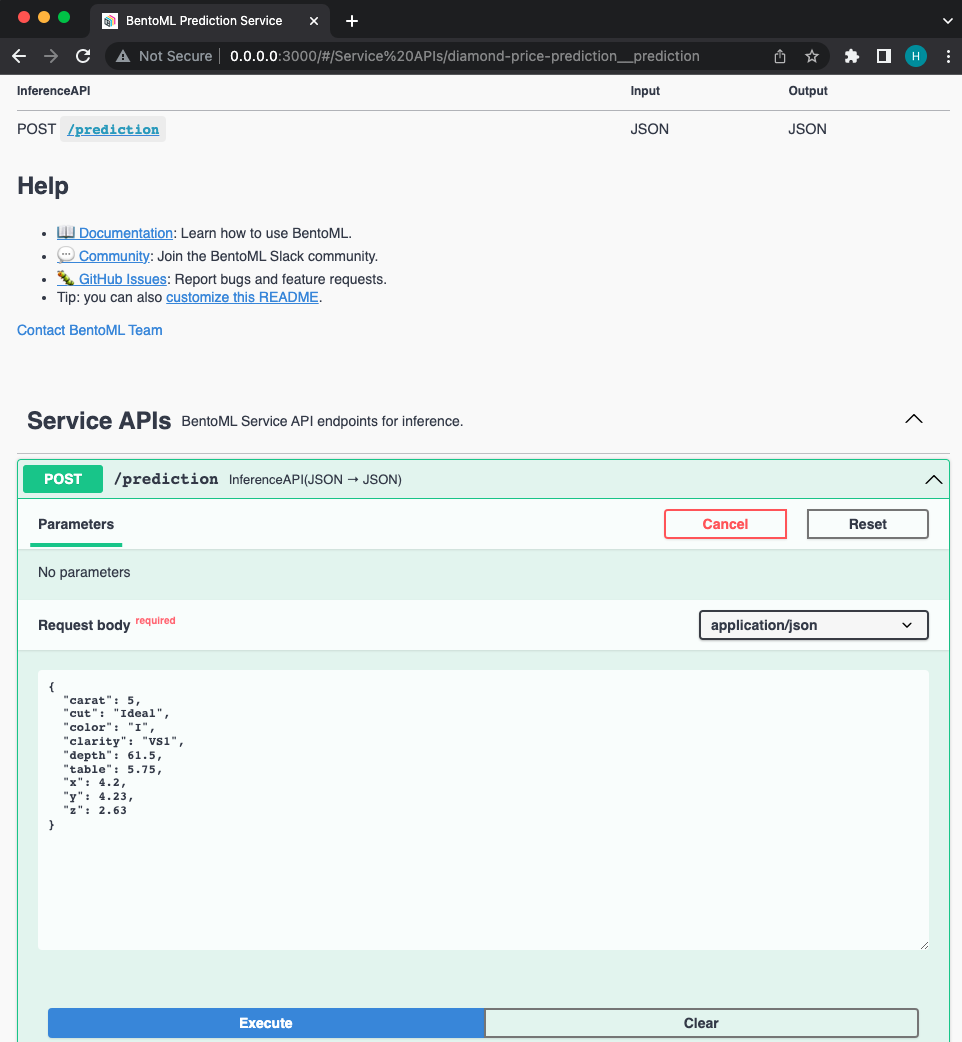 BentoML Prediction Service
Not Secure 0.0.0.0:3000/#/Service%20APIs/diamond-price-prediction__prediction
H
InferenceAPI Input Output
POST /prediction JSON JSON
Help
Documentation: Learn how to use BentoML.
Community: Join the BentoML Slack community.
GitHub Issues: Report bugs and feature requests.
Tip: you can also customize this README.
Contact BentoML Team
Service APIs BentoML Service API endpoints for inference.
POST /prediction InferenceAPI(JSON → JSON)
Parameters Cancel Reset
No parameters
Request body required application/json
{
"carat": 5,
"cut": "Ideal",
"color": "I",
"clarity": "VS1",
"depth": 61.5,
"table": 5.75,
"x": 4.2,
"y": 4.23,
"z": 2.63
}
Execute Clear